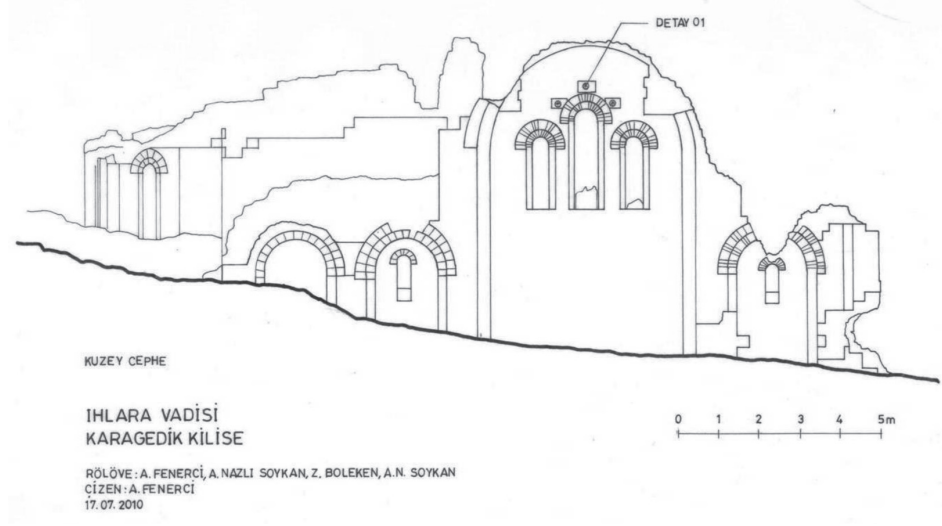 DETAY 01
KUZEY CEPHE
IHLARA VADİSİ
KARAGEDİK KİLİSE
0 1 2 3 4 5m
RÖLÖVE : A. FENERCİ, A. NAZLI SOYKAN, Z. BOLEKEN, A.N. SOYKAN
ÇİZEN : A. FENERCİ
17.07.2010